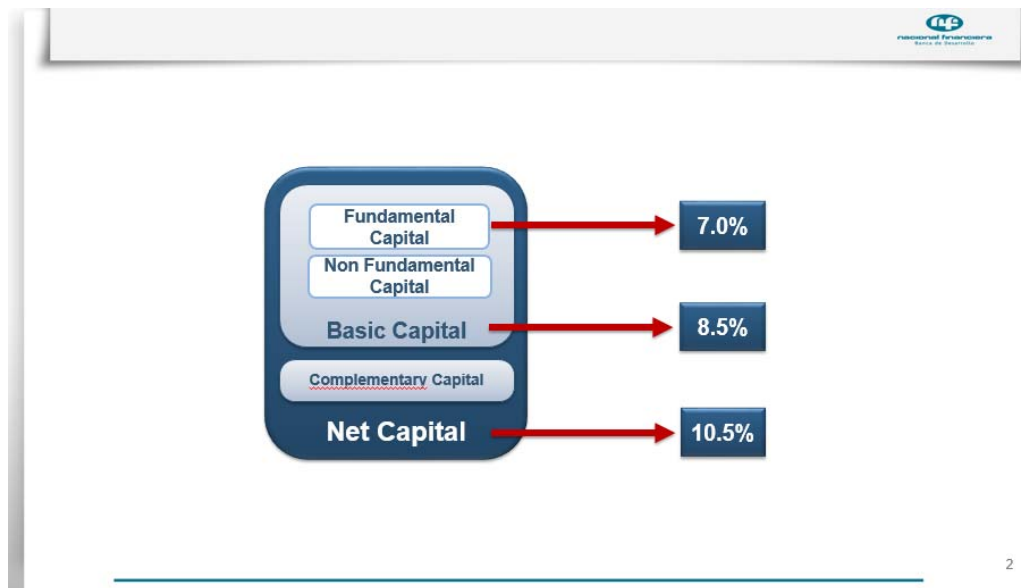 nacional financiera
Banca de Desarrollo
Fundamental
Capital
7.0%
Non Fundamental
Capital
Basic Capital
8.5%
Complementary Capital
Net Capital
10.5%
2